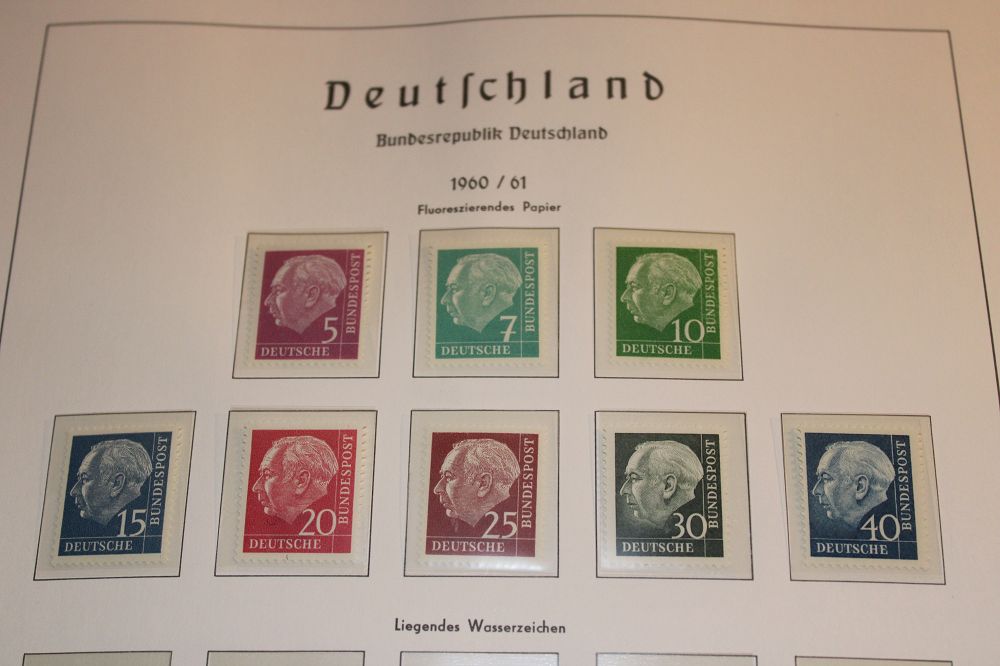 Deutſchland
Bundesrepublik Deutschland
1960 / 61
Fluoreszierendes Papier
5 BUNDESPOST
DEUTSCHE
7 BUNDESPOST
DEUTSCHE
10 BUNDESPOST
DEUTSCHE
15 BUNDESPOST
DEUTSCHE
20 BUNDESPOST
DEUTSCHE
25 BUNDESPOST
DEUTSCHE
30 BUNDESPOST
DEUTSCHE
40 BUNDESPOST
DEUTSCHE
Liegendes Wasserzeichen